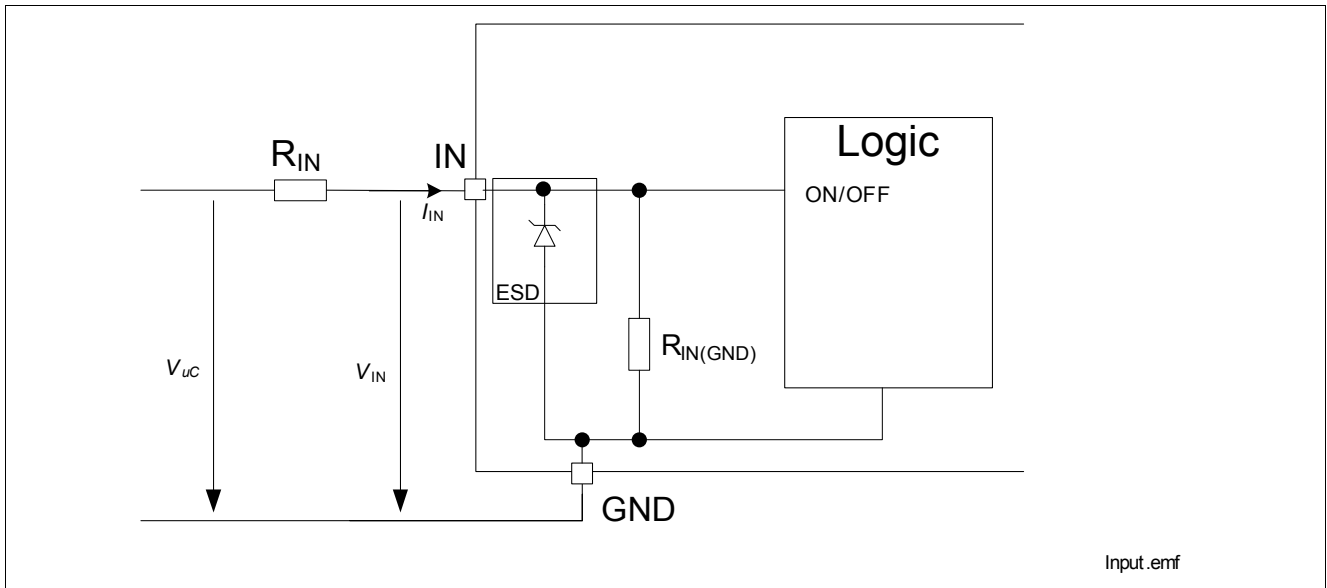 Logic
R_IN
IN
ON/OFF
I_IN
ESD
R_IN(GND)
V_uC
V_IN
GND
Input.emf